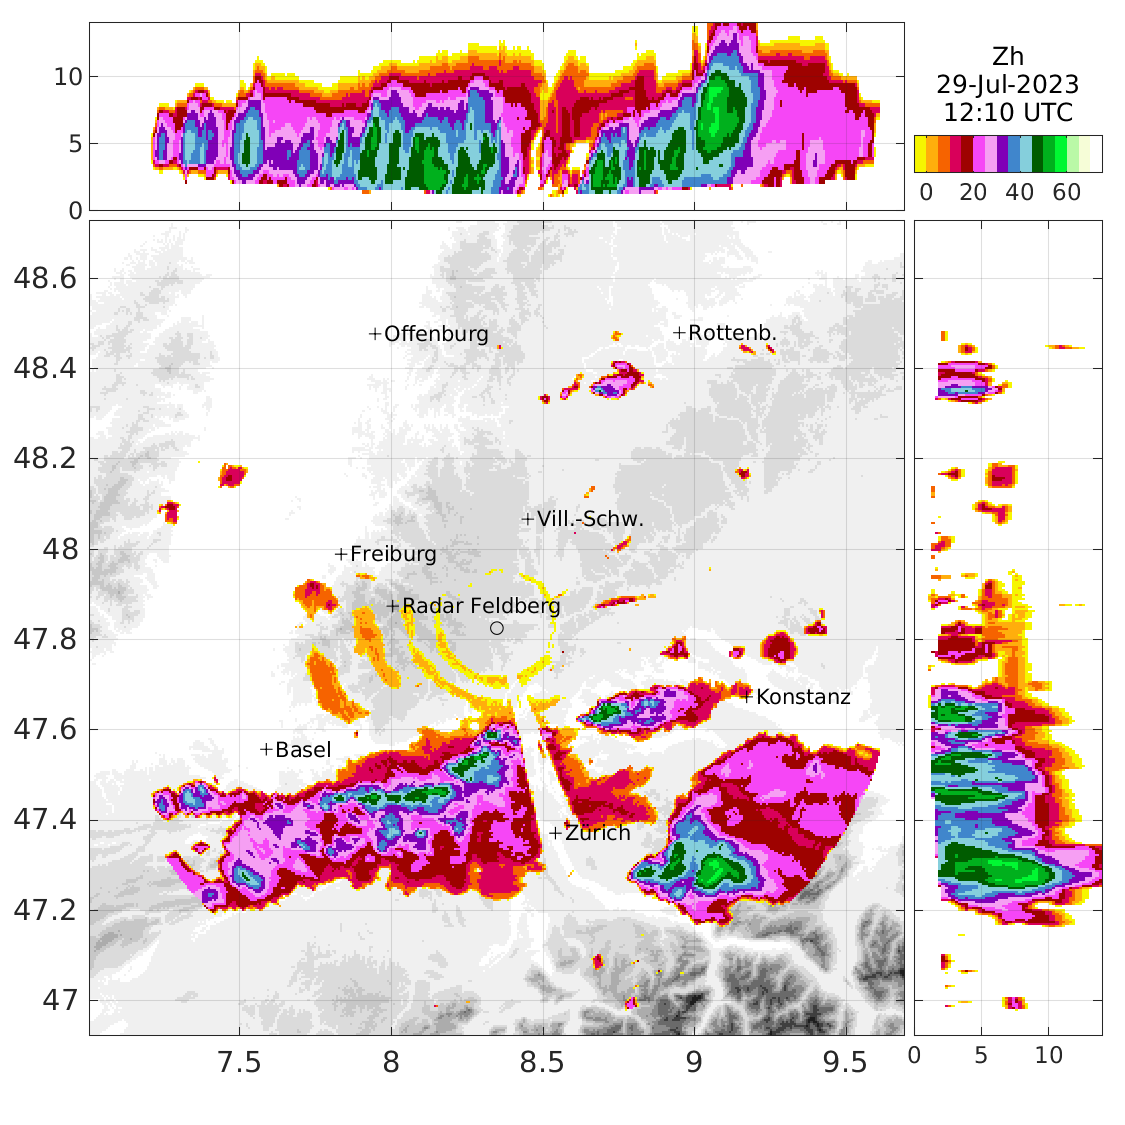 10
5
0
Zh
29-Jul-2023
12:10 UTC
0 20 40 60
48.6
48.4
48.2
48
47.8
47.6
47.4
47.2
47
+Offenburg
+Rottenb.
+Vill.-Schw.
+Freiburg
+Radar Feldberg
+Konstanz
+Basel
+Zürich
7.5 8 8.5 9 9.5
0 5 10